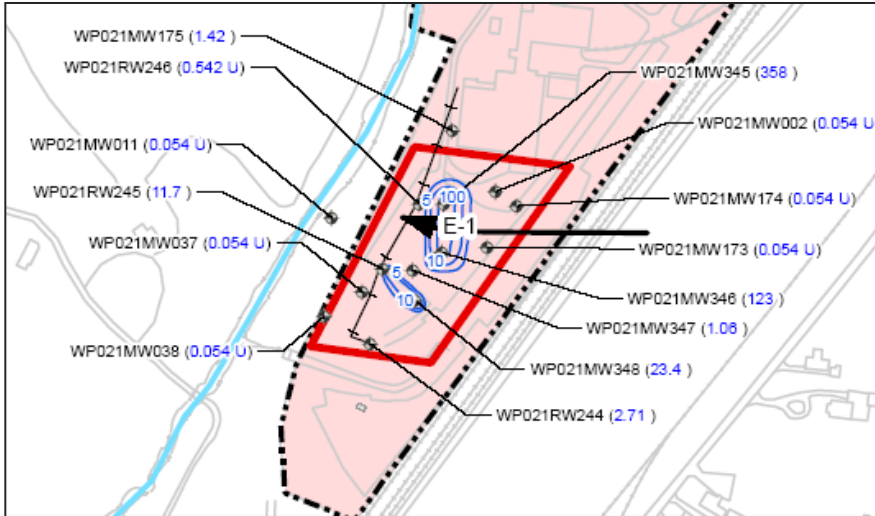 WP021MW175 (1.42 )
WP021RW246 (0.542 U)
WP021MW345 (358 )
WP021MW002 (0.054 U
WP021MW011 (0.054 U)
WP021RW245 (11.7 )
WP021MW174 (0.054 U)
5
100
E-1
WP021MW037 (0.054 U)
WP021MW173 (0.054 U)
10
5
WP021MW346 (123 )
10
WP021MW347 (1.06 )
WP021MW038 (0.054 U)
WP021MW348 (23.4 )
WP021RW244 (2.71 )